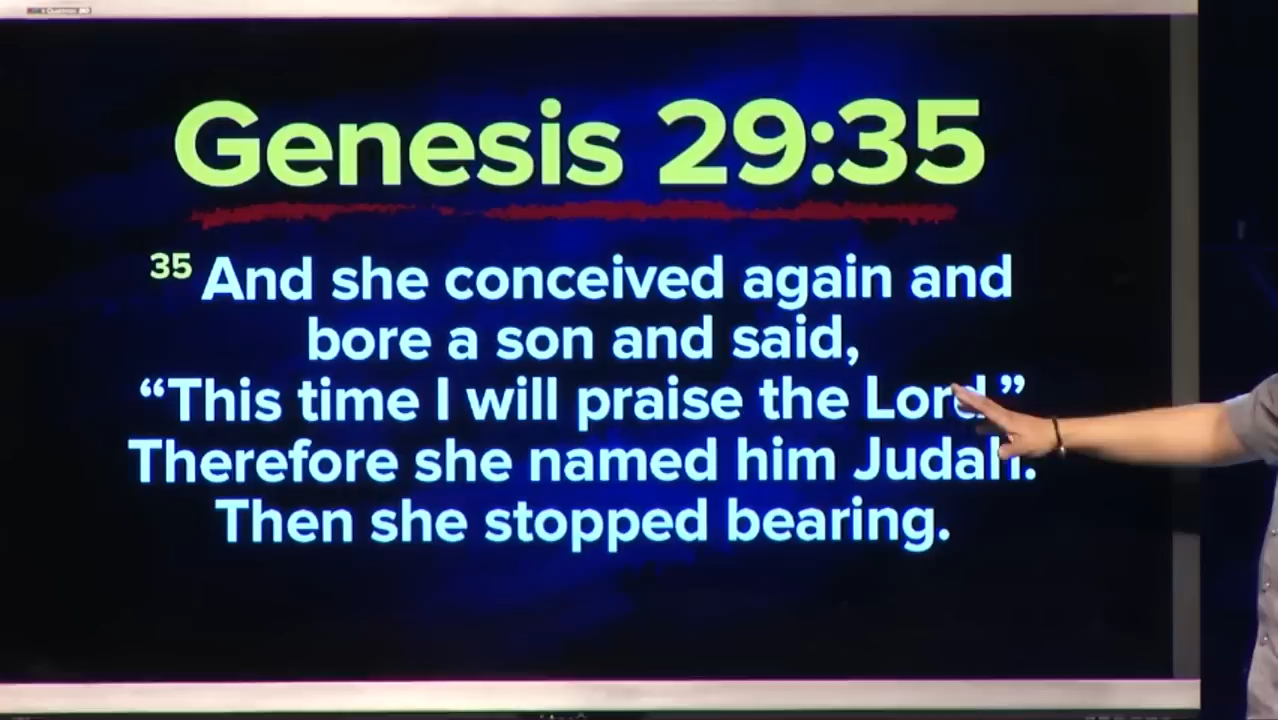 Genesis 29:35
35 And she conceived again and
bore a son and said,
“This time I will praise the Lord.”
Therefore she named him Judah.
Then she stopped bearing.